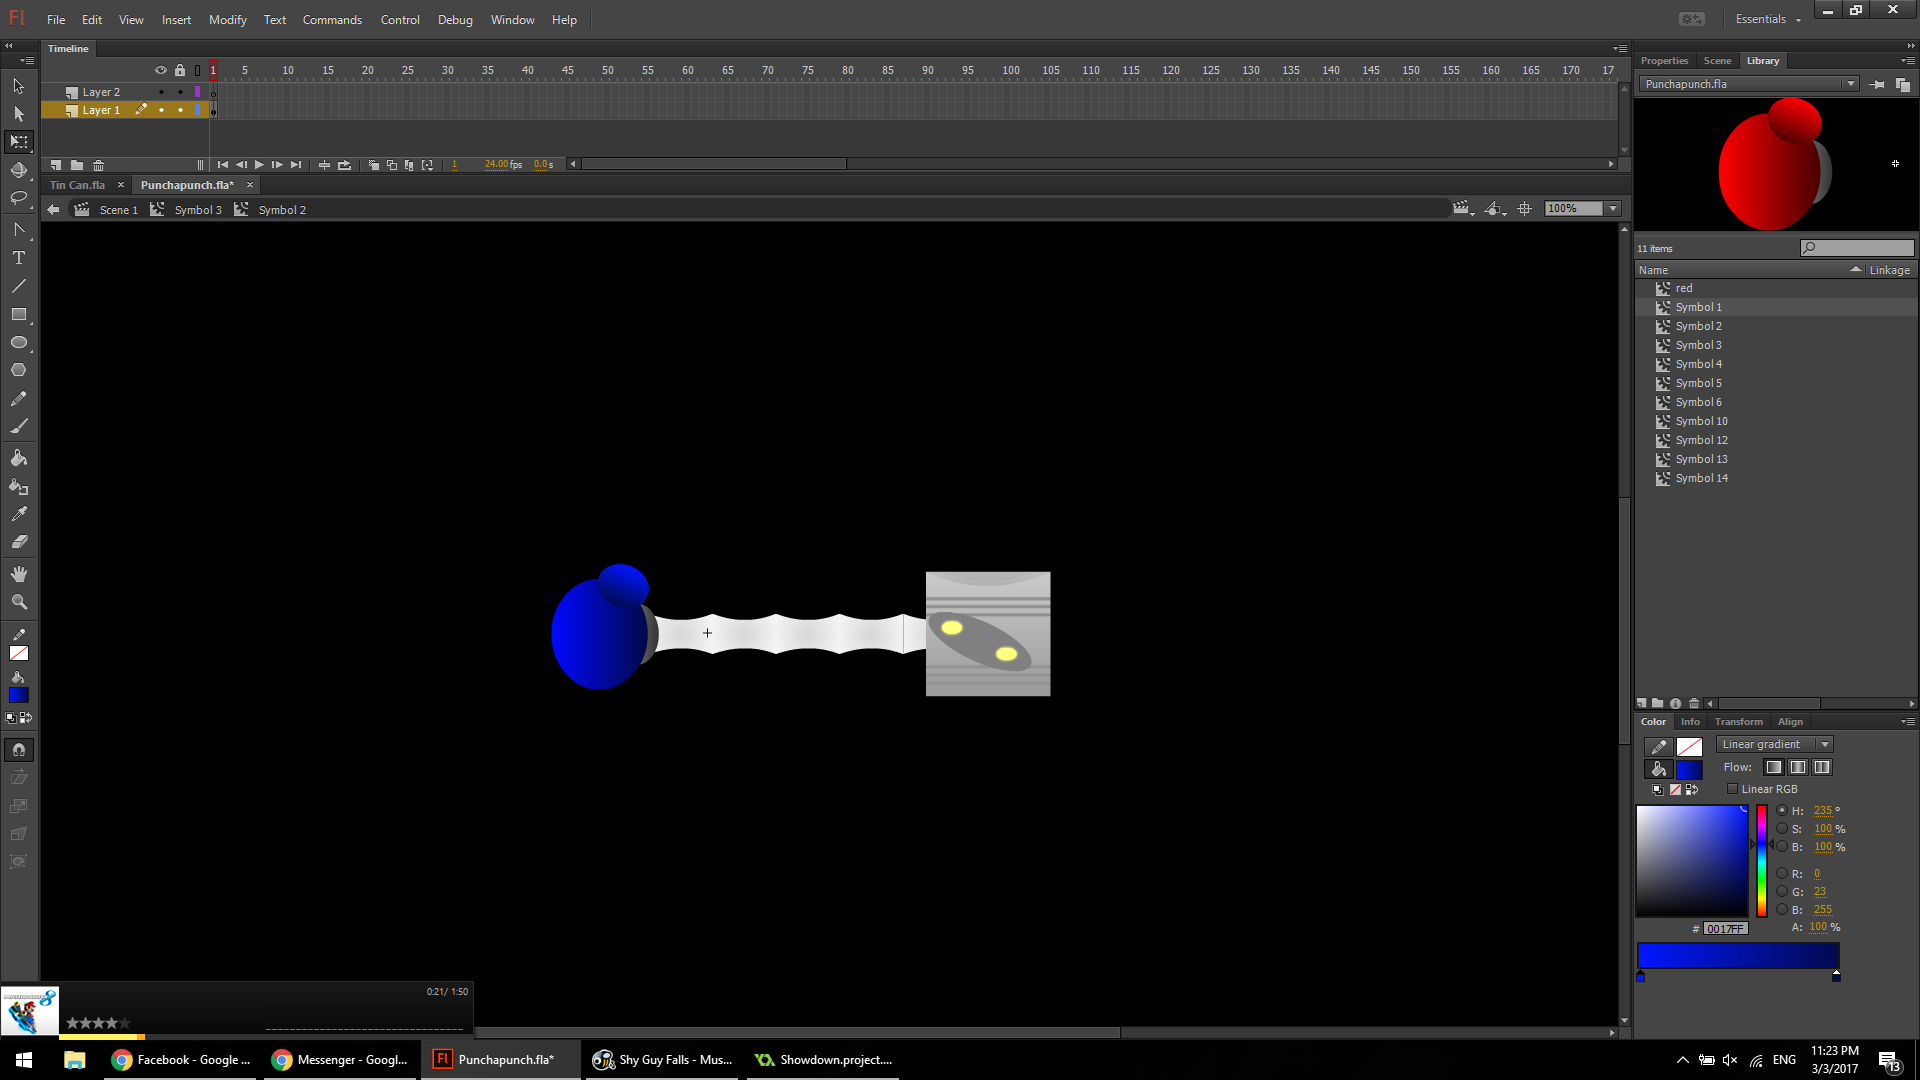 Fl File Edit View Insert Modify Text Commands Control Debug Window Help Essentials
Timeline
1 5 10 15 20 25 30 35 40 45 50 55 60 65 70 75 80 85 90 95 100 105 110 115 120 125 130 135 140 145 150 155 160 165 170 17
Layer 2
Layer 1
1 24.00 fps 0.0 s
Tin Can.fla × Punchapunch.fla* ×
Scene 1 Symbol 3 Symbol 2 100%
Properties Scene Library
Punchapunch.fla
11 items
Name Linkage
red
Symbol 1
Symbol 2
Symbol 3
Symbol 4
Symbol 5
Symbol 6
Symbol 10
Symbol 12
Symbol 13
Symbol 14
T
Color Info Transform Align
Linear gradient
Flow:
Linear RGB
H: 235 °
S: 100 %
B: 100 %
R: 0
G: 23
B: 255
# 0017FF A: 100 %
0:21/ 1:50
8
Facebook - Google ... Messenger - Googl... Fl Punchapunch.fla* Shy Guy Falls - Mus... Showdown.project.... ENG
11:23 PM
3/3/2017
13